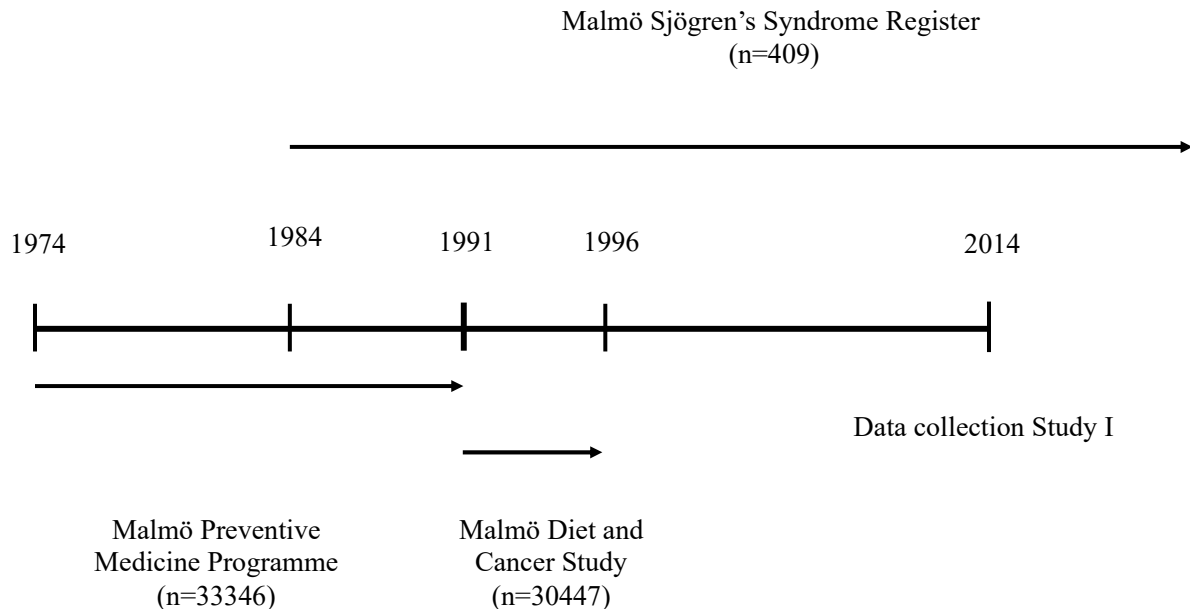 Malmö Sjögren’s Syndrome Register
(n=409)
1974
1984
1991
1996
2014
Data collection Study I
Malmö Preventive
Medicine Programme
(n=33346)
Malmö Diet and
Cancer Study
(n=30447)